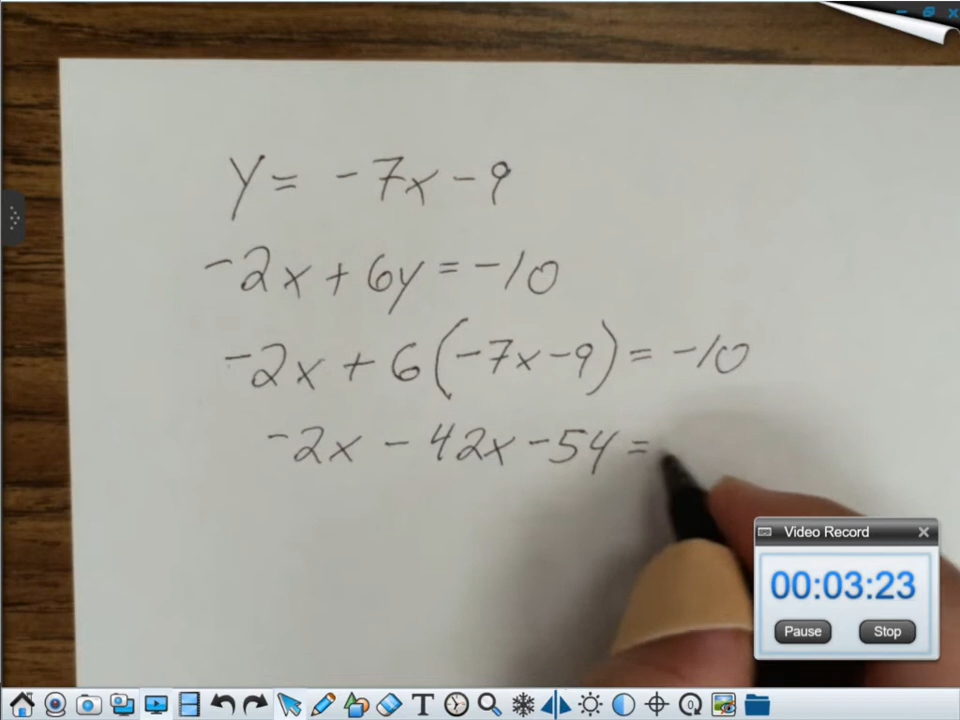 y = -7x - 9
-2x + 6y = -10
-2x + 6(-7x - 9) = -10
-2x - 42x - 54 =
Video Record
00:03:23
Pause
Stop
T